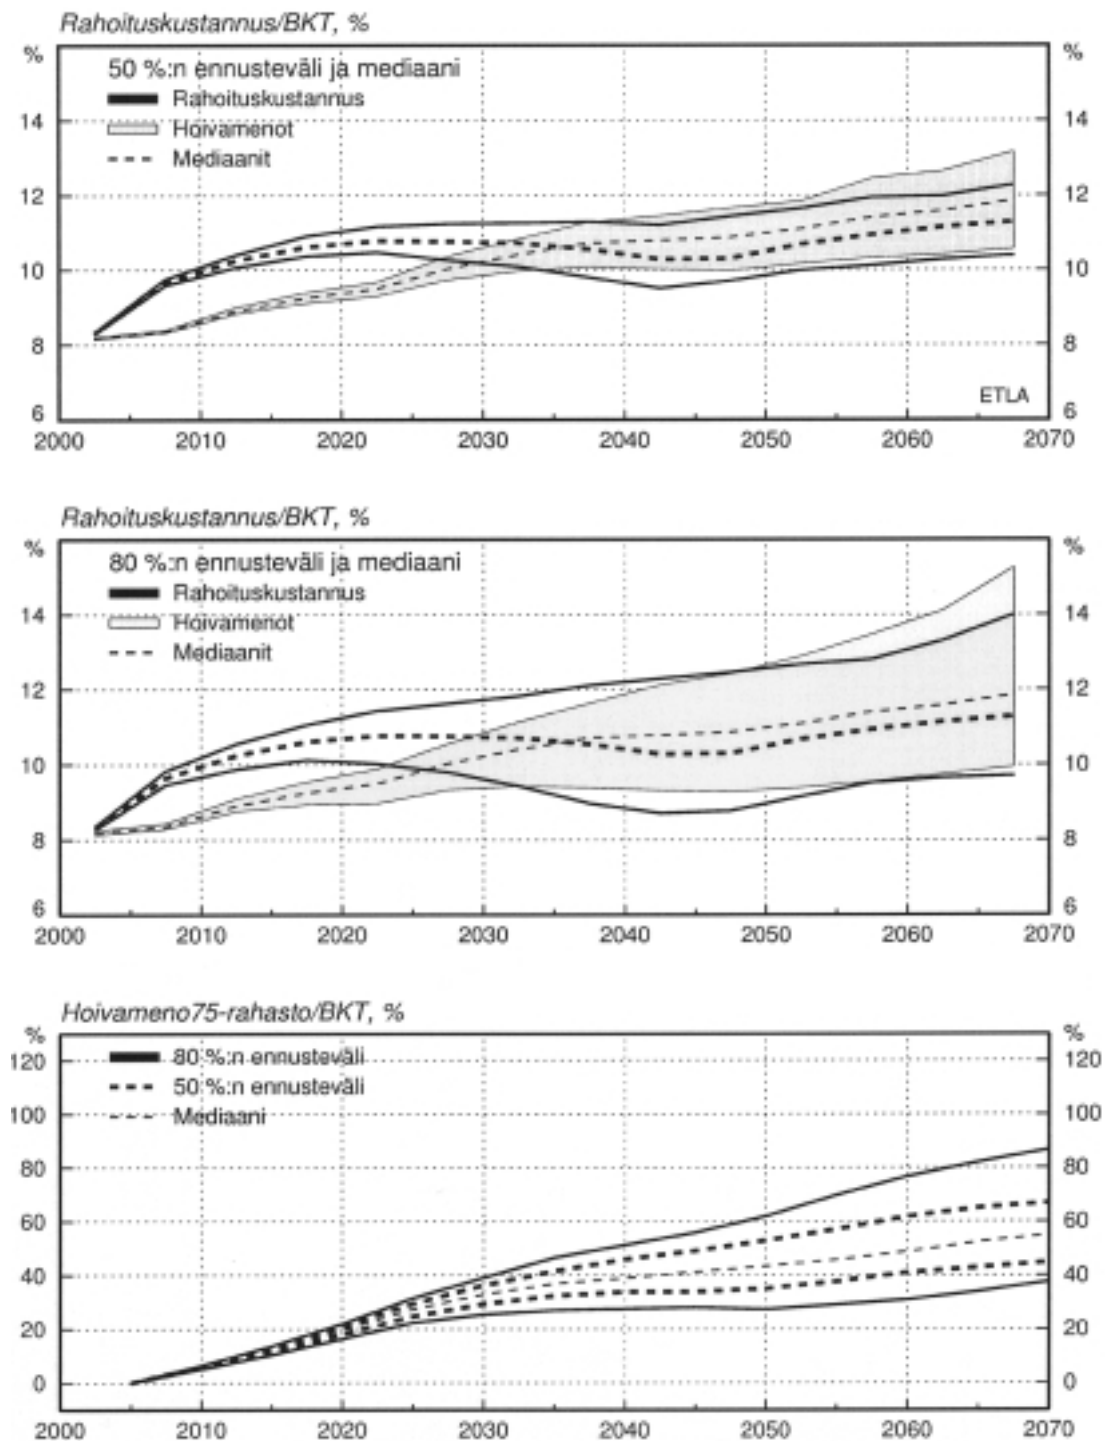 Rahoituskustannus/BKT, %
% %
50 %:n ennusteväli ja mediaani
Rahoituskustannus
14 14
Hoivamenot
Mediaanit
12 12
10 10
8 8
ETLA
6 6
2000 2010 2020 2030 2040 2050 2060 2070
Rahoituskustannus/BKT, %
% %
80 %:n ennusteväli ja mediaani
Rahoituskustannus
14 14
Hoivamenot
Mediaanit
12 12
10 10
8 8
6 6
2000 2010 2020 2030 2040 2050 2060 2070
Hoivameno75-rahasto/BKT, %
% %
120 80 %:n ennusteväli 120
50 %:n ennusteväli
100 Mediaani 100
80 80
60 60
40 40
20 20
0 0
2000 2010 2020 2030 2040 2050 2060 2070